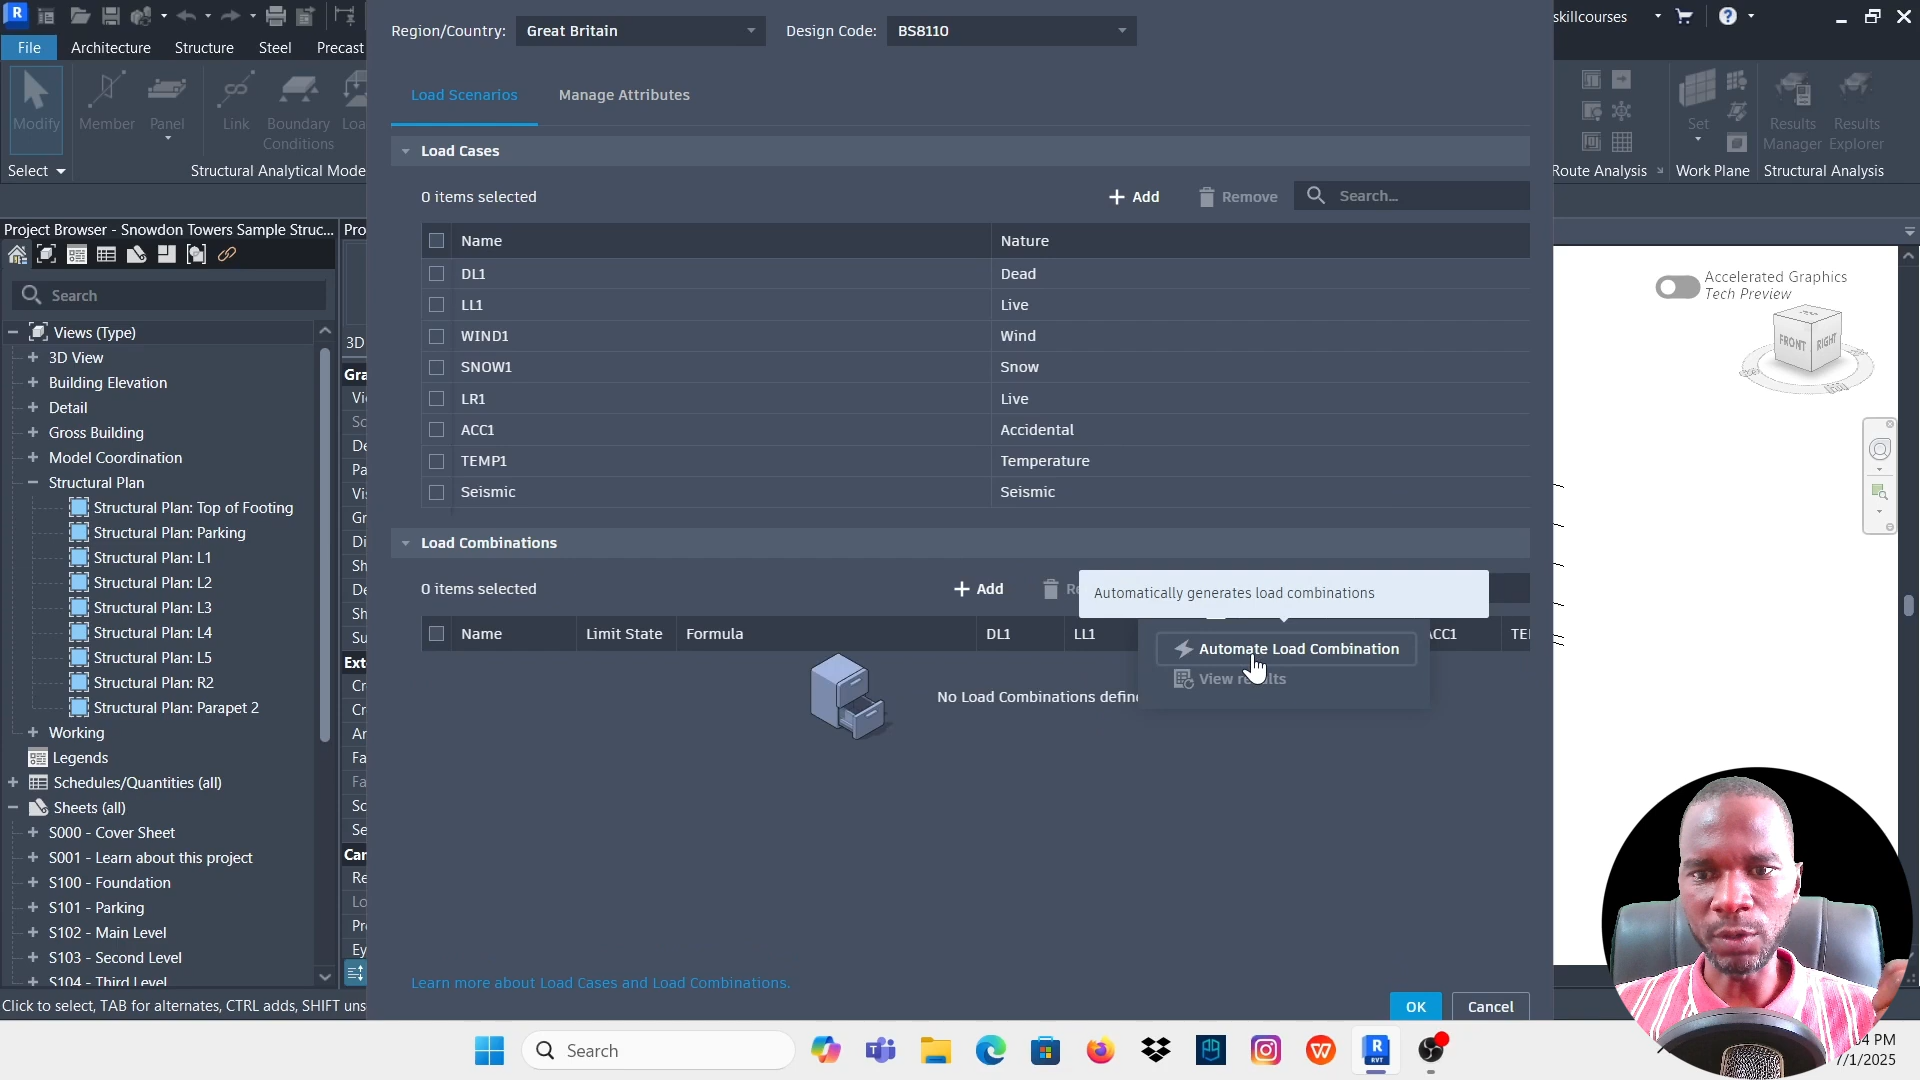 Region/Country: Great Britain Design Code: BS8110
skillcourses
File Architecture Structure Steel Precast
Load Scenarios Manage Attributes
Modify Member Panel Link Boundary Conditions
Set Results Manager Results Explorer
Select Structural Analytical Mode
Route Analysis Work Plane Structural Analysis
Load Cases
0 items selected Add Remove Search...
Name Nature
DL1 Dead
LL1 Live
WIND1 Wind
SNOW1 Snow
LR1 Live
ACC1 Accidental
TEMP1 Temperature
Seismic Seismic
Load Combinations
0 items selected Add
Automatically generates load combinations
Name Limit State Formula DL1 LL1
Automate Load Combination
View results
No Load Combinations define
Learn more about Load Cases and Load Combinations.
OK Cancel
Project Browser - Snowdon Towers Sample Struc...
Search
Views (Type)
3D View
Building Elevation
Detail
Gross Building
Model Coordination
Structural Plan
Structural Plan: Top of Footing
Structural Plan: Parking
Structural Plan: L1
Structural Plan: L2
Structural Plan: L3
Structural Plan: L4
Structural Plan: L5
Structural Plan: R2
Structural Plan: Parapet 2
Working
Legends
Schedules/Quantities (all)
Sheets (all)
S000 - Cover Sheet
S001 - Learn about this project
S100 - Foundation
S101 - Parking
S102 - Main Level
S103 - Second Level
S104 - Third Level
Click to select, TAB for alternates, CTRL adds, SHIFT uns
Accelerated Graphics
Tech Preview
FRONT RIGHT
Search
PM
7/1/2025